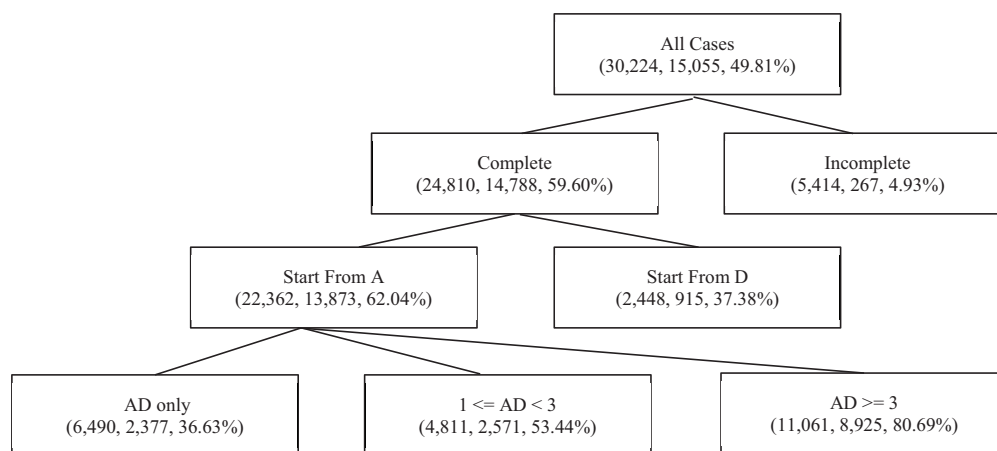 All Cases
(30,224, 15,055, 49.81%)
Complete
(24,810, 14,788, 59.60%)
Incomplete
(5,414, 267, 4.93%)
Start From A
(22,362, 13,873, 62.04%)
Start From D
(2,448, 915, 37.38%)
AD only
(6,490, 2,377, 36.63%)
1 <= AD < 3
(4,811, 2,571, 53.44%)
AD >= 3
(11,061, 8,925, 80.69%)